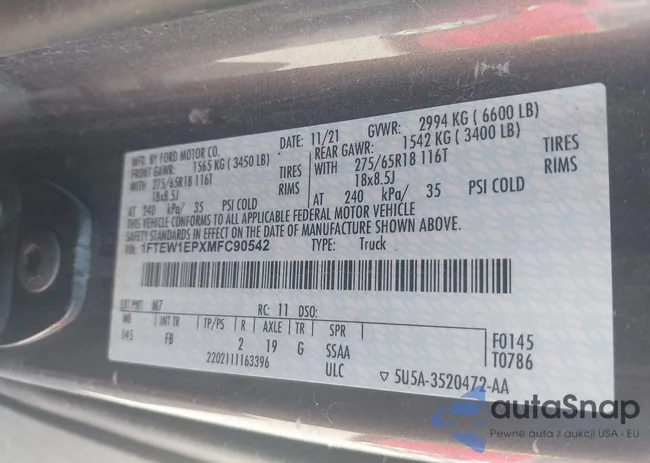 MFD. BY FORD MOTOR CO.
DATE: 11/21 GVWR: 2994 KG ( 6600 LB)
FRONT GAWR: 1565 KG ( 3450 LB)
REAR GAWR: 1542 KG ( 3400 LB)
WITH 275/65R18 116T TIRES
WITH 275/65R18 116T TIRES
18x8.5J RIMS
18x8.5J RIMS
AT 240 kPa/ 35
AT 240 kPa/ 35 PSI COLD
THIS VEHICLE CONFORMS TO ALL APPLICABLE FEDERAL MOTOR VEHICLE
SAFETY STANDARDS IN EFFECT ON THE DATE OF MANUFACTURE SHOWN ABOVE.
VIN: 1FTEW1EPXMFC90542 TYPE: Truck
EXT PNT: M7 RC: 11 DSO:
WB INT TR TP/PS R AXLE TR SPR F0145
045 FB 2 19 G SSAA T0786
2202111163396 ULC ▽ 5U5A-3520472-AA
autaSnap
Pewne auta z aukcji USA i EU